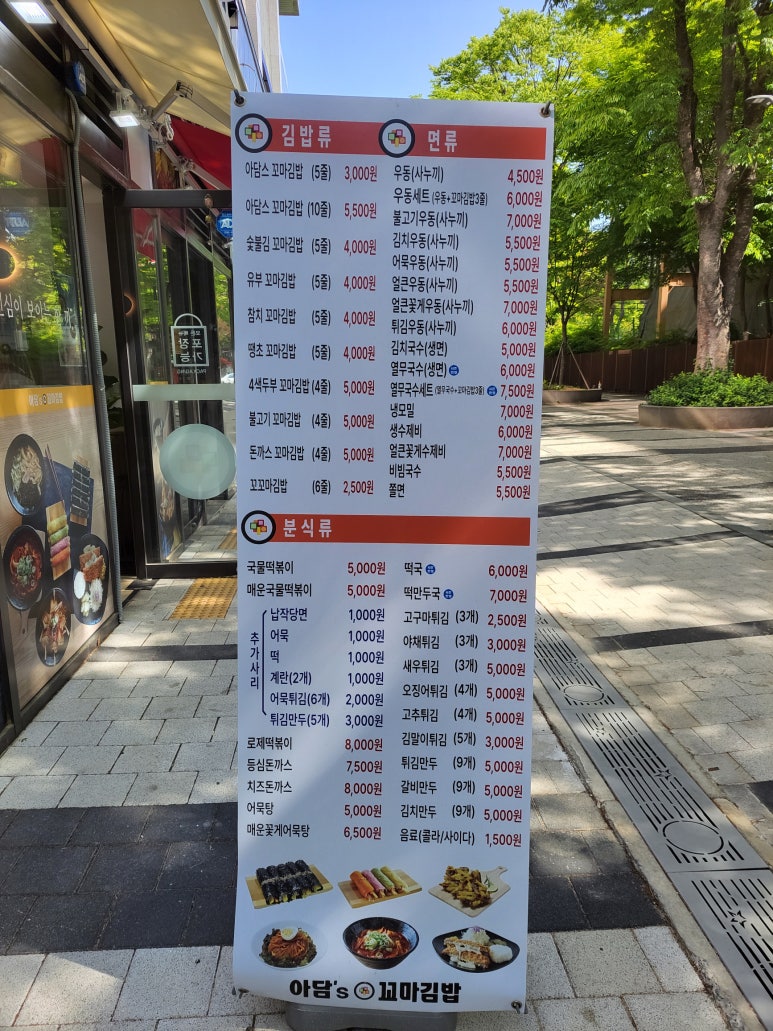 김밥류
아담스 꼬마김밥 (5줄) 3,000원
아담스 꼬마김밥 (10줄) 5,500원
숯불김 꼬마김밥 (5줄) 4,000원
유부 꼬마김밥 (5줄) 4,000원
참치 꼬마김밥 (5줄) 4,000원
땡초 꼬마김밥 (5줄) 4,000원
4색두부 꼬마김밥 (4줄) 5,000원
불고기 꼬마김밥 (4줄) 5,000원
돈까스 꼬마김밥 (4줄) 5,000원
꼬꼬마김밥 (6줄) 2,500원
면류
우동(사누끼) 4,500원
우동세트 (우동+꼬마김밥3줄) 6,000원
불고기우동(사누끼) 7,000원
김치우동(사누끼) 5,500원
어묵우동(사누끼) 5,500원
얼큰우동(사누끼) 5,500원
얼큰꽃게우동(사누끼) 7,000원
튀김우동(사누끼) 6,000원
김치국수(생면) 5,000원
열무국수(생면) 6,000원
열무국수세트 (열무국수+꼬마김밥3줄) 7,500원
냉모밀 7,000원
생수제비 6,000원
얼큰꽃게수제비 7,000원
비빔국수 5,500원
쫄면 5,500원
분식류
국물떡볶이 5,000원
매운국물떡볶이 5,000원
추가사리
납작당면 1,000원
어묵 1,000원
떡 1,000원
계란(2개) 1,000원
어묵튀김(6개) 2,000원
튀김만두(5개) 3,000원
로제떡볶이 8,000원
등심돈까스 7,500원
치즈돈까스 8,000원
어묵탕 5,000원
매운꽃게어묵탕 6,500원
떡국 6,000원
떡만두국 7,000원
고구마튀김 (3개) 2,500원
야채튀김 (3개) 3,000원
새우튀김 (3개) 5,000원
오징어튀김 (4개) 5,000원
고추튀김 (4개) 5,000원
김말이튀김 (5개) 3,000원
튀김만두 (9개) 5,000원
갈비만두 (9개) 5,000원
김치만두 (9개) 5,000원
음료(콜라/사이다) 1,500원
아담's 꼬마김밥
포장
가능
PACKAGING
ADT